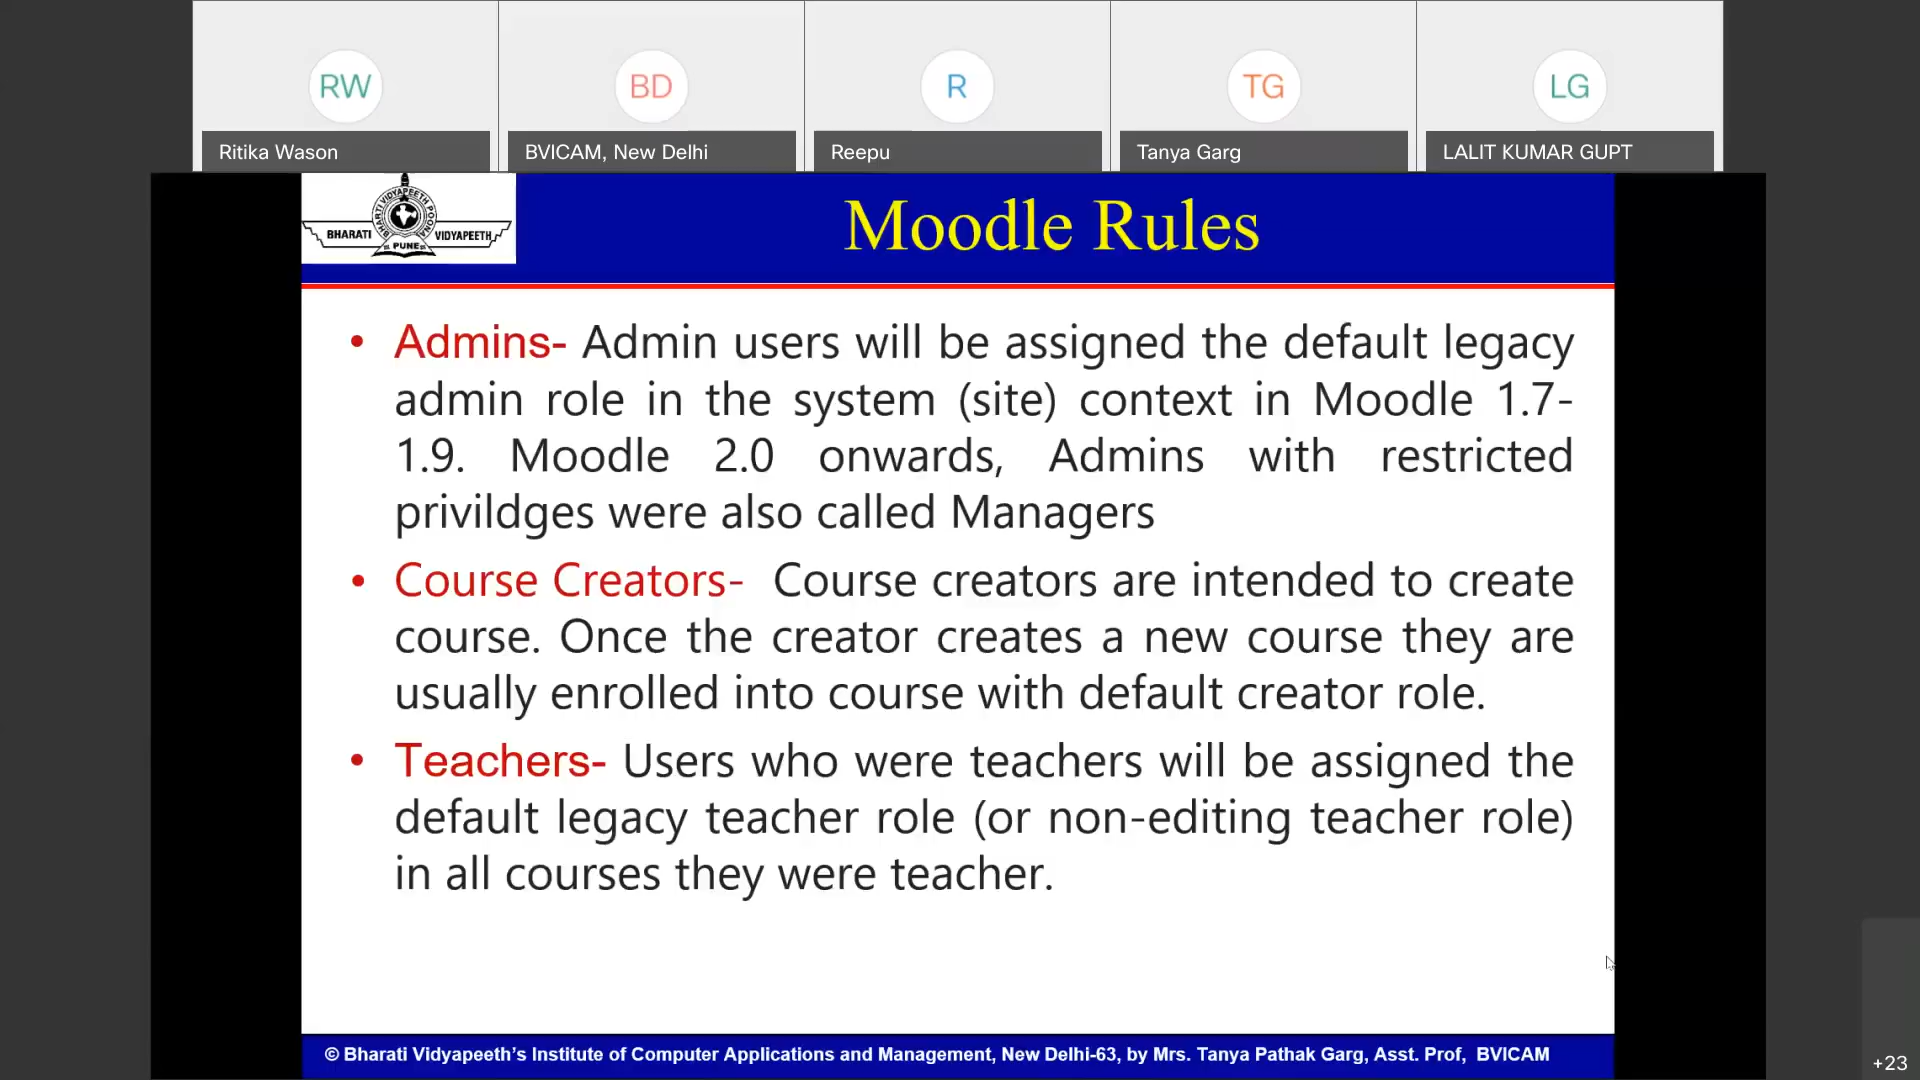 RW
BD
R
TG
LG
Ritika Wason
BVICAM, New Delhi
Reepu
Tanya Garg
LALIT KUMAR GUPT
BHARATI VIDYAPEETH POONA
BHARATI VIDYAPEETH
PUNE
Moodle Rules
• Admins- Admin users will be assigned the default legacy
admin role in the system (site) context in Moodle 1.7-
1.9. Moodle 2.0 onwards, Admins with restricted
privildges were also called Managers
• Course Creators- Course creators are intended to create
course. Once the creator creates a new course they are
usually enrolled into course with default creator role.
• Teachers- Users who were teachers will be assigned the
default legacy teacher role (or non-editing teacher role)
in all courses they were teacher.
© Bharati Vidyapeeth's Institute of Computer Applications and Management, New Delhi-63, by Mrs. Tanya Pathak Garg, Asst. Prof, BVICAM
+23